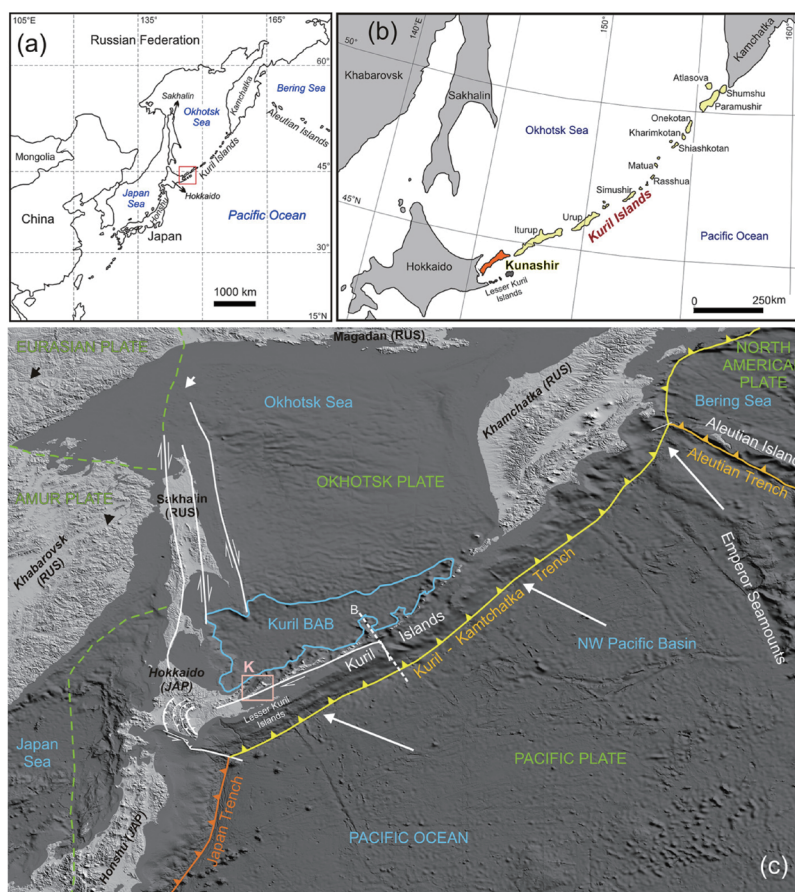 105°E
135°
165°
(a)
Russian Federation
60°
Bering Sea
Sakhalin
Okhotsk
Sea
Kamchatka
Aleutian Islands
Mongolia
45°
Kuril Islands
Japan
Sea
Honshu
Hokkaido
China
Japan
Pacific Ocean
30°
1000 km
15°N
(b)
140°E
150°
160°
50°
Khabarovsk
Sakhalin
Kamchatka
Atlasova
Shumshu
Paramushir
Okhotsk Sea
Onekotan
Kharimkotan
Shiashkotan
Matua
Rasshua
45°N
Simushir
Kuril Islands
Urup
Iturup
Pacific Ocean
Hokkaido
Kunashir
Lesser Kuril
Islands
0
250km
EURASIAN PLATE
Magadan (RUS)
NORTH
AMERICAN
PLATE
Bering Sea
Okhotsk Sea
Khamchatka (RUS)
Aleutian Island
Aleutian Trench
OKHOTSK PLATE
AMUR PLATE
Sakhalin
(RUS)
Khabarovsk
(RUS)
Emperor Seamounts
B
Kuril BAB
Kuril Islands
Kuril - Kamtchatka Trench
NW Pacific Basin
K
Hokkaido
(JAP)
Lesser Kuril
Islands
Japan
Sea
PACIFIC PLATE
Japan Trench
PACIFIC OCEAN
Honshu (JAP)
(c)